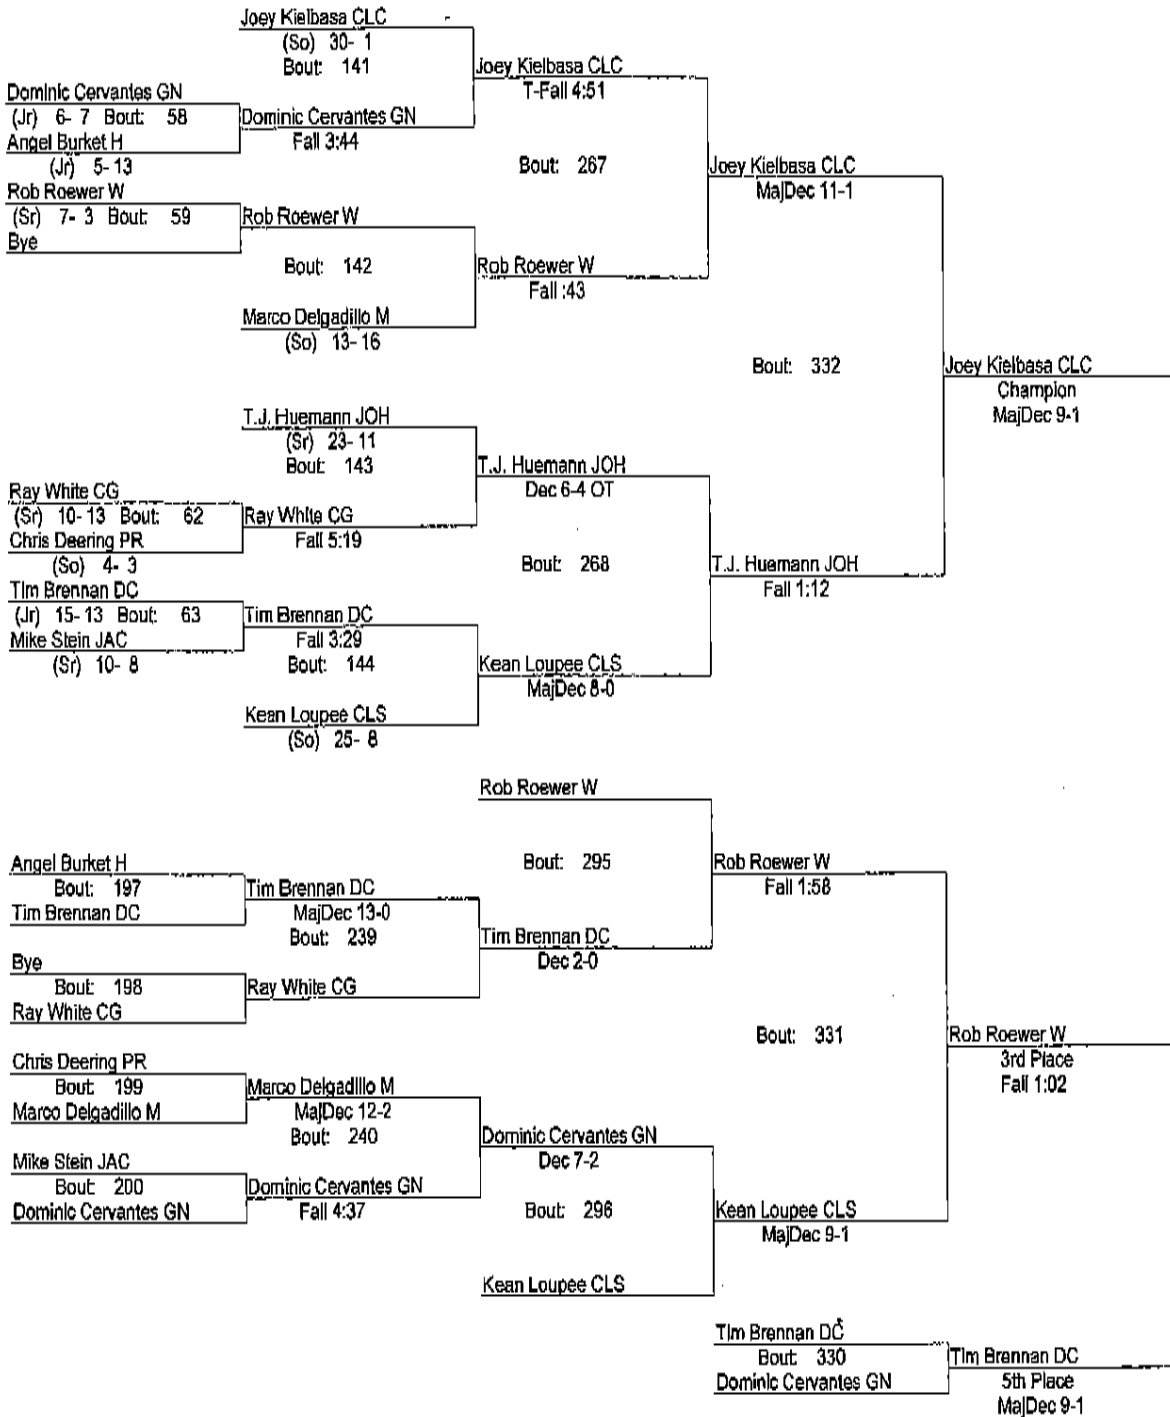 Joey Kielbasa CLC
(So) 30- 1
Bout: 141
Joey Kielbasa CLC
T-Fall 4:51
Dominic Cervantes GN
(Jr) 6- 7 Bout: 58
Dominic Cervantes GN
Fall 3:44
Angel Burket H
(Jr) 5- 13
Bout: 267
Joey Kielbasa CLC
MajDec 11-1
Rob Roewer W
(Sr) 7- 3 Bout: 59
Rob Roewer W
Bye
Bout: 142
Rob Roewer W
Fall :43
Marco Delgadillo M
(So) 13- 16
Bout: 332
Joey Kielbasa CLC
Champion
MajDec 9-1
T.J. Huemann JOH
(Sr) 23- 11
Bout: 143
T.J. Huemann JOH
Dec 6-4 OT
Ray White CG
(Sr) 10- 13 Bout: 62
Ray White CG
Fall 5:19
Chris Deering PR
(So) 4- 3
Bout: 268
T.J. Huemann JOH
Fall 1:12
Tim Brennan DC
(Jr) 15- 13 Bout: 63
Tim Brennan DC
Fall 3:29
Mike Stein JAC
(Sr) 10- 8
Bout: 144
Kean Loupee CLS
MajDec 8-0
Kean Loupee CLS
(So) 25- 8
Rob Roewer W
Bout: 295
Rob Roewer W
Fall 1:58
Angel Burket H
Bout: 197
Tim Brennan DC
Tim Brennan DC
MajDec 13-0
Bout: 239
Tim Brennan DC
Dec 2-0
Bye
Bout: 198
Ray White CG
Ray White CG
Bout: 331
Rob Roewer W
3rd Place
Fall 1:02
Chris Deering PR
Bout: 199
Marco Delgadillo M
Marco Delgadillo M
MajDec 12-2
Bout: 240
Dominic Cervantes GN
Dec 7-2
Mike Stein JAC
Bout: 200
Dominic Cervantes GN
Dominic Cervantes GN
Fall 4:37
Bout: 296
Kean Loupee CLS
MajDec 9-1
Kean Loupee CLS
Tim Brennan DC
Bout: 330
Dominic Cervantes GN
Tim Brennan DC
5th Place
MajDec 9-1